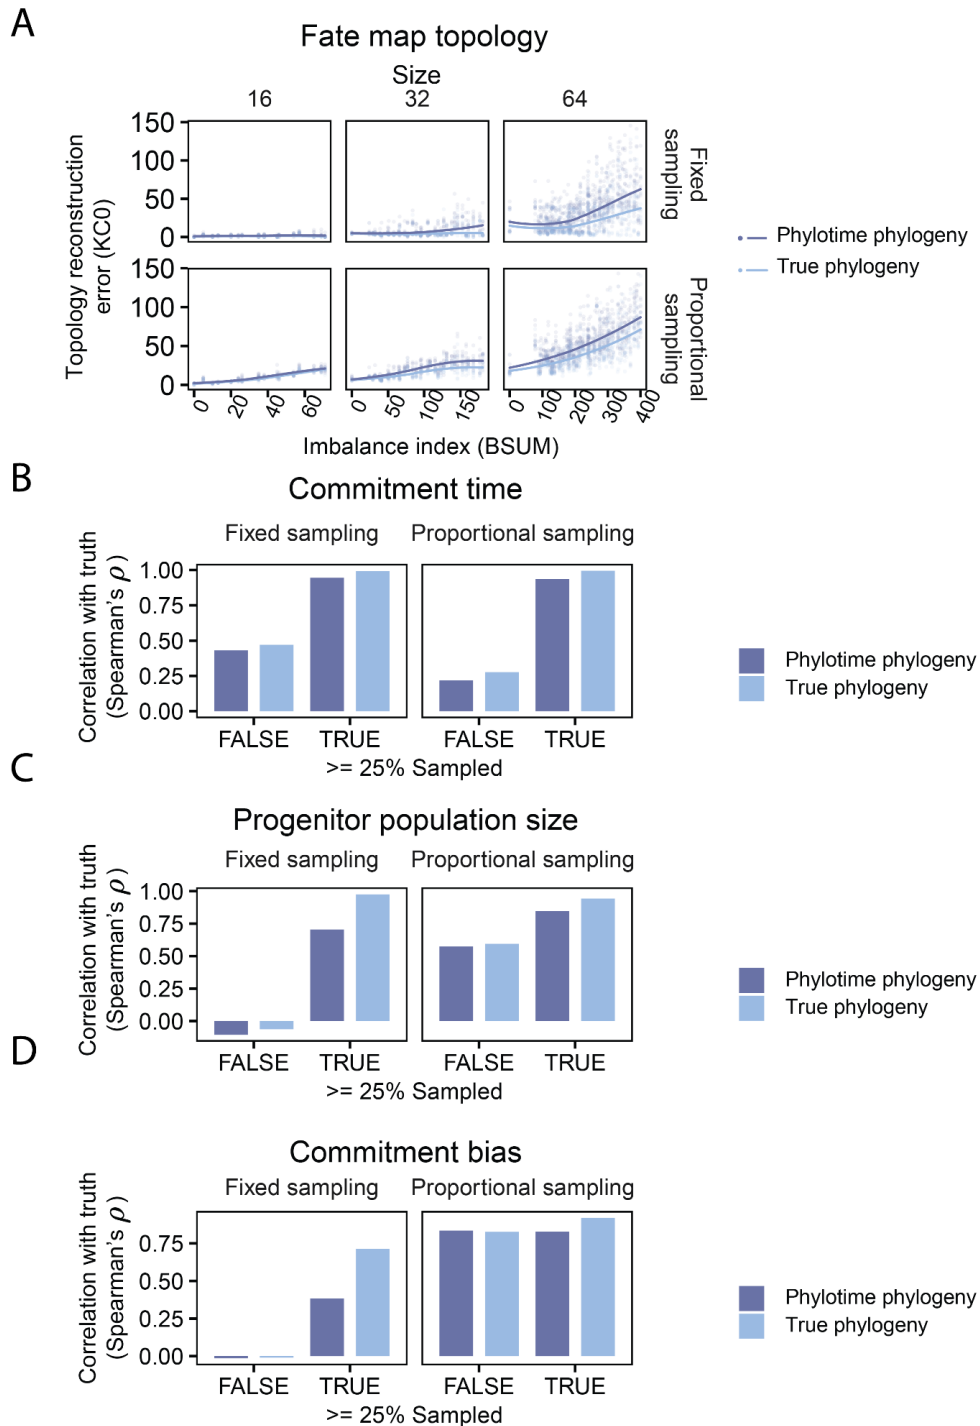 A
Fate map topology
Size
16 32 64
Topology reconstruction
error (KC0)
150
100
50
0
Fixed
sampling
150
100
50
0
Proportional
sampling
0 20 40 60 0 50 100 150 0 100 200 300 400
Imbalance index (BSUM)
Phylotime phylogeny
True phylogeny
B
Commitment time
Fixed sampling Proportional sampling
Correlation with truth
(Spearman's ρ)
1.00
0.75
0.50
0.25
0.00
FALSE TRUE FALSE TRUE
>= 25% Sampled
Phylotime phylogeny
True phylogeny
C
Progenitor population size
Fixed sampling Proportional sampling
Correlation with truth
(Spearman's ρ)
1.00
0.75
0.50
0.25
0.00
FALSE TRUE FALSE TRUE
>= 25% Sampled
Phylotime phylogeny
True phylogeny
D
Commitment bias
Fixed sampling Proportional sampling
Correlation with truth
(Spearman's ρ)
0.75
0.50
0.25
0.00
FALSE TRUE FALSE TRUE
>= 25% Sampled
Phylotime phylogeny
True phylogeny